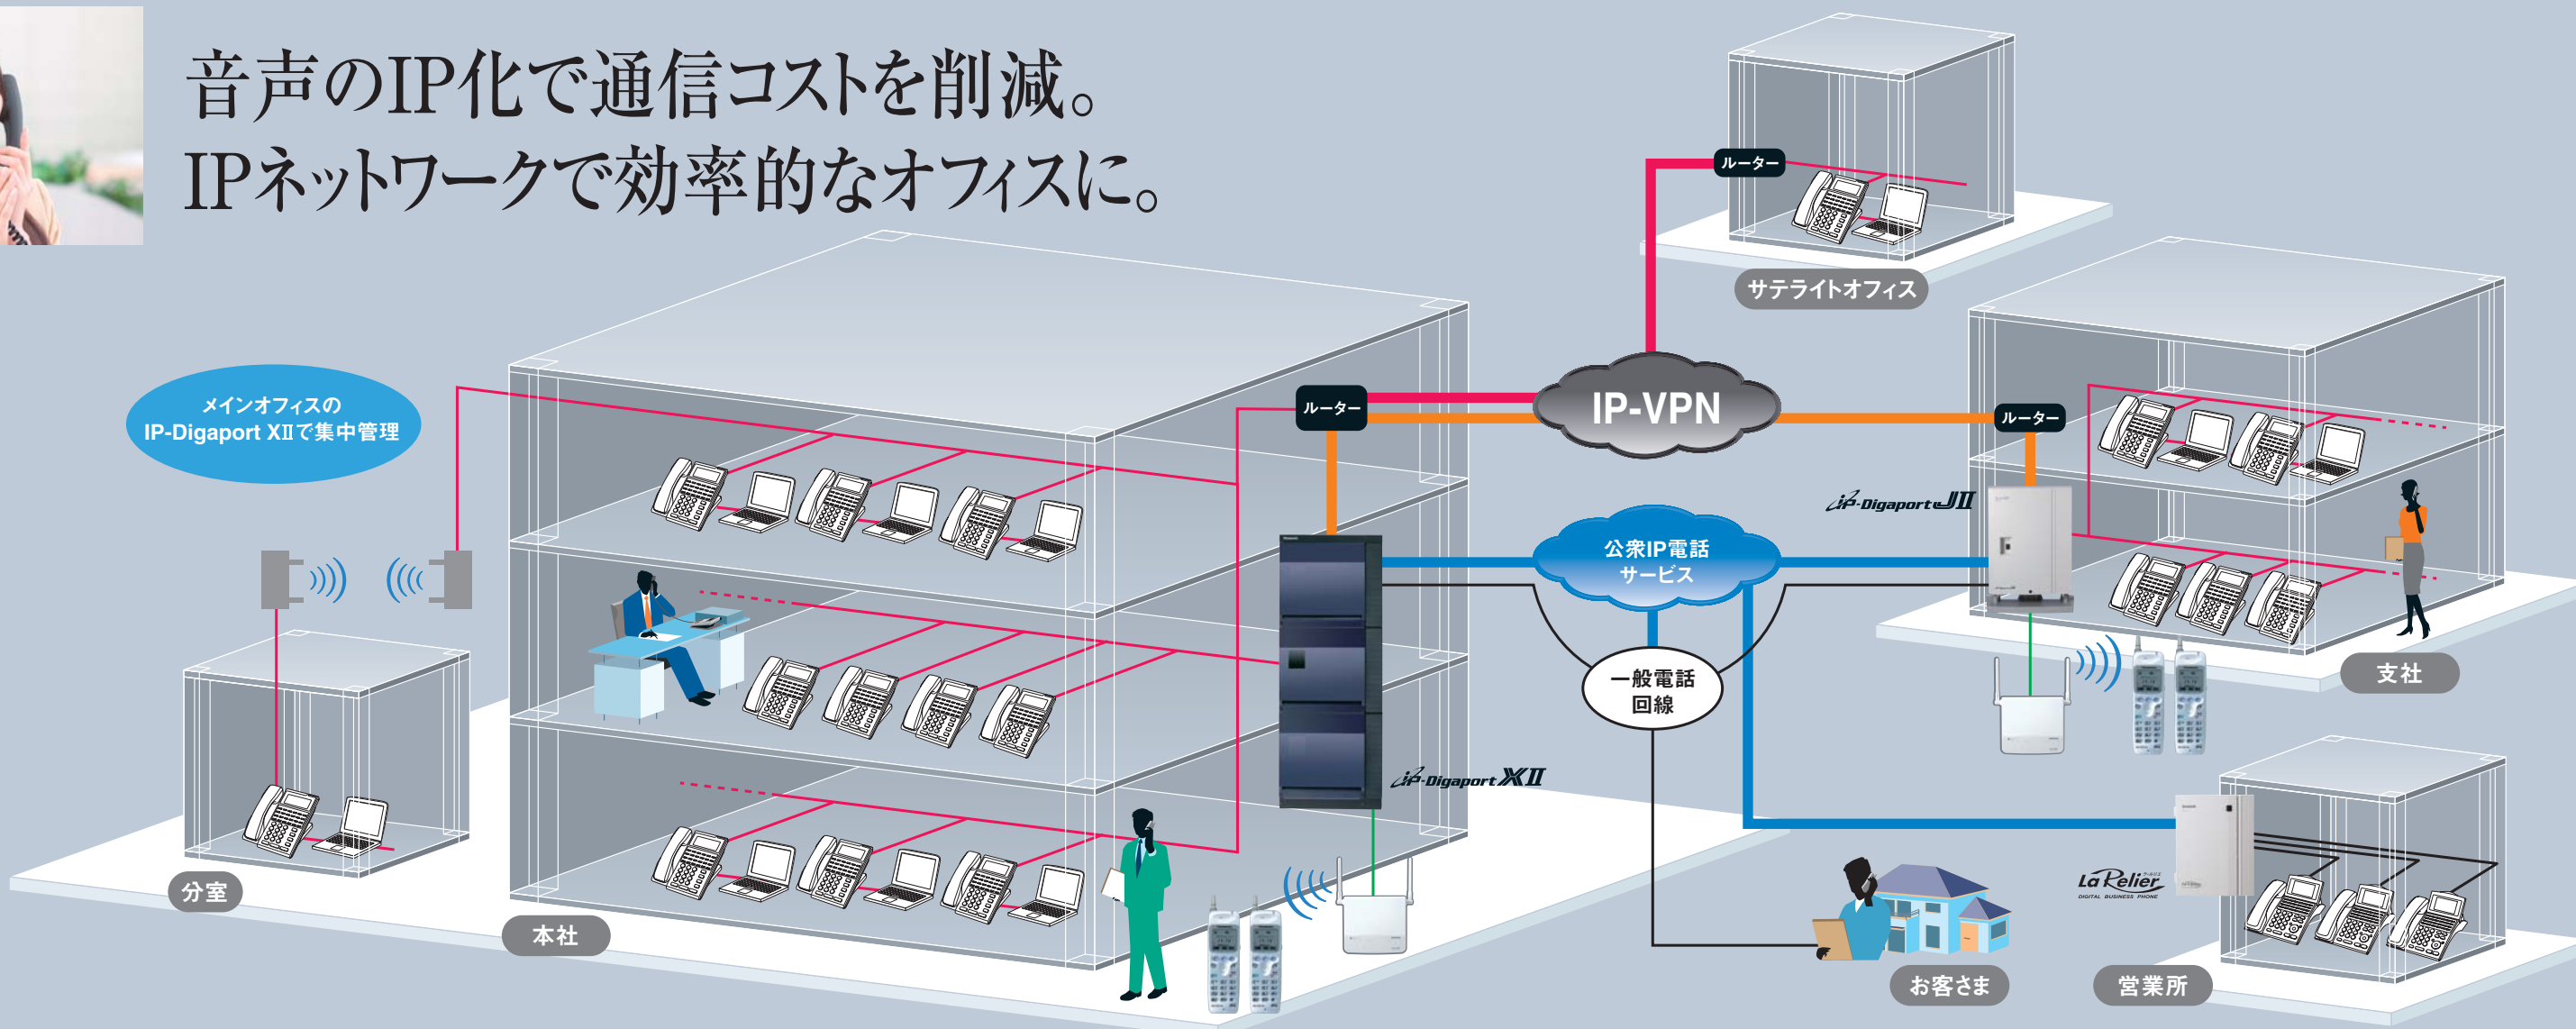 音声のIP化で通信コストを削減。
IPネットワークで効率的なオフィスに。
ルーター
サテライトオフィス
メインオフィスの
IP-Digaport XⅡで集中管理
ルーター
IP-VPN
ルーター
iP-Digaport JⅡ
公衆IP電話
サービス
一般電話
回線
支社
iP-Digaport XⅡ
分室
本社
La Relier
DIGITAL BUSINESS PHONE
お客さま
営業所